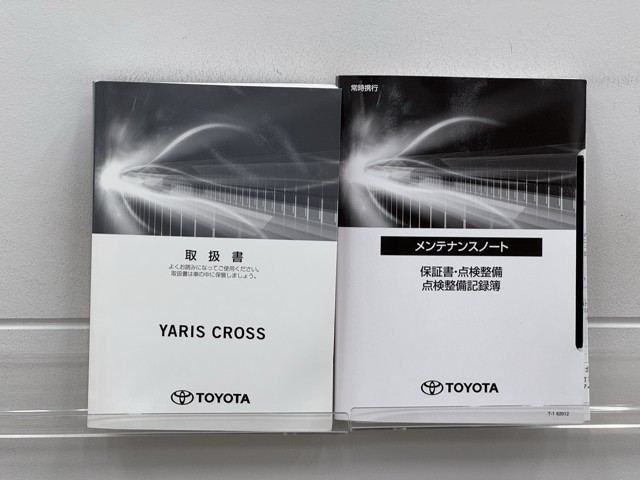 取扱書
よくお読みになってご使用ください。
取扱書は車の中に保管しましょう。
YARIS CROSS
TOYOTA
常時携行
メンテナンスノート
保証書・点検整備
点検整備記録簿
TOYOTA
T-1 62012